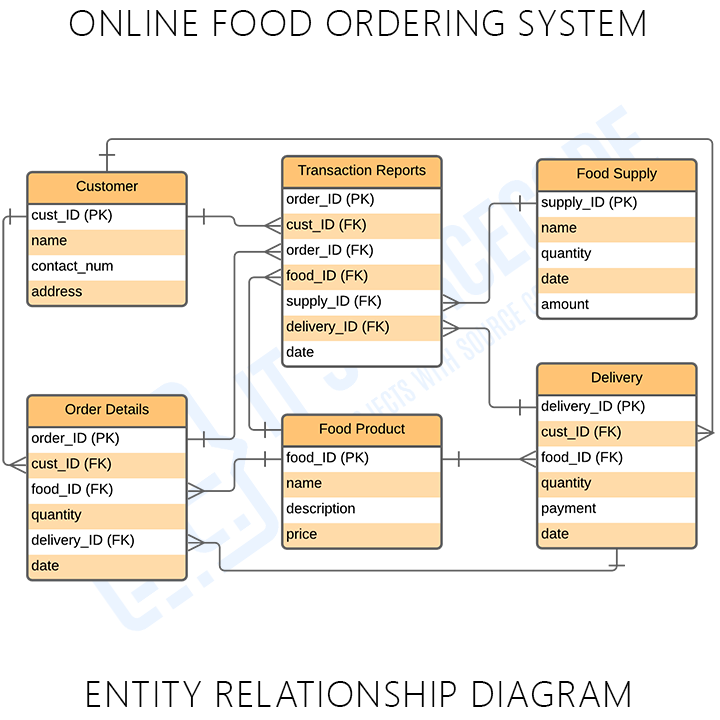 ONLINE FOOD ORDERING SYSTEM
Customer
cust_ID (PK)
name
contact_num
address
Transaction Reports
order_ID (PK)
cust_ID (FK)
order_ID (FK)
food_ID (FK)
supply_ID (FK)
delivery_ID (FK)
date
Food Supply
supply_ID (PK)
name
quantity
date
amount
Order Details
order_ID (PK)
cust_ID (FK)
food_ID (FK)
quantity
delivery_ID (FK)
date
Food Product
food_ID (PK)
name
description
price
Delivery
delivery_ID (PK)
cust_ID (FK)
food_ID (FK)
quantity
payment
date
ENTITY RELATIONSHIP DIAGRAM